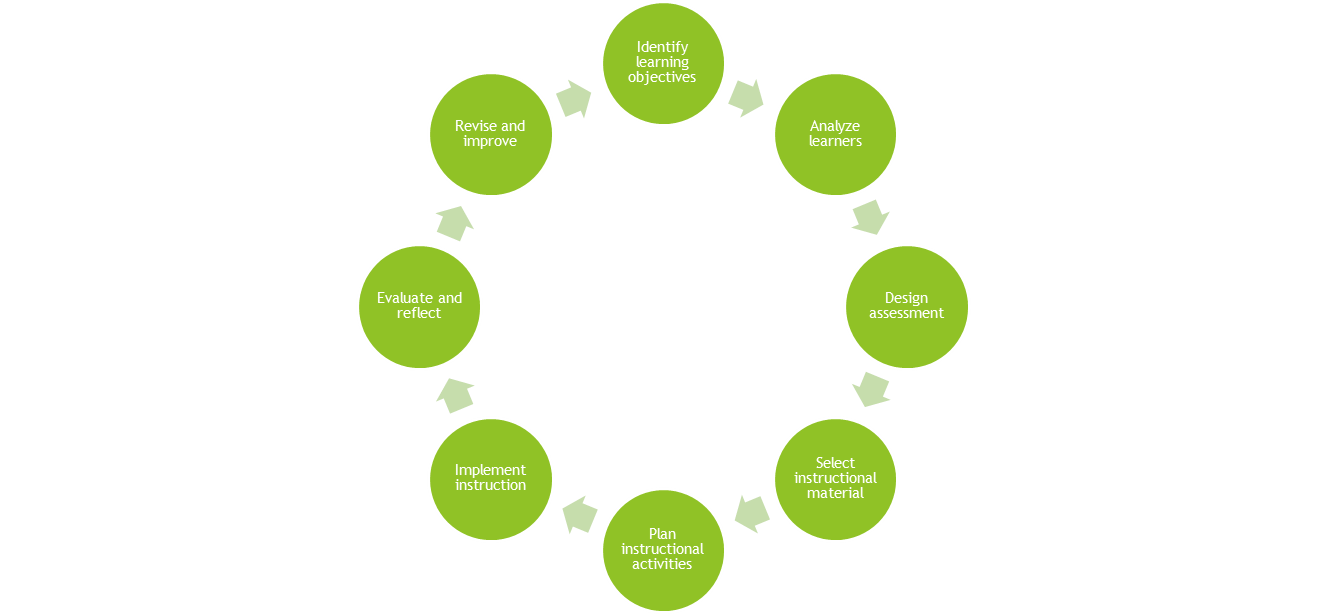 Identify
learning
objectives
Analyze
learners
Design
assessment
Select
instructional
material
Plan
instructional
activities
Implement
instruction
Evaluate and
reflect
Revise and
improve